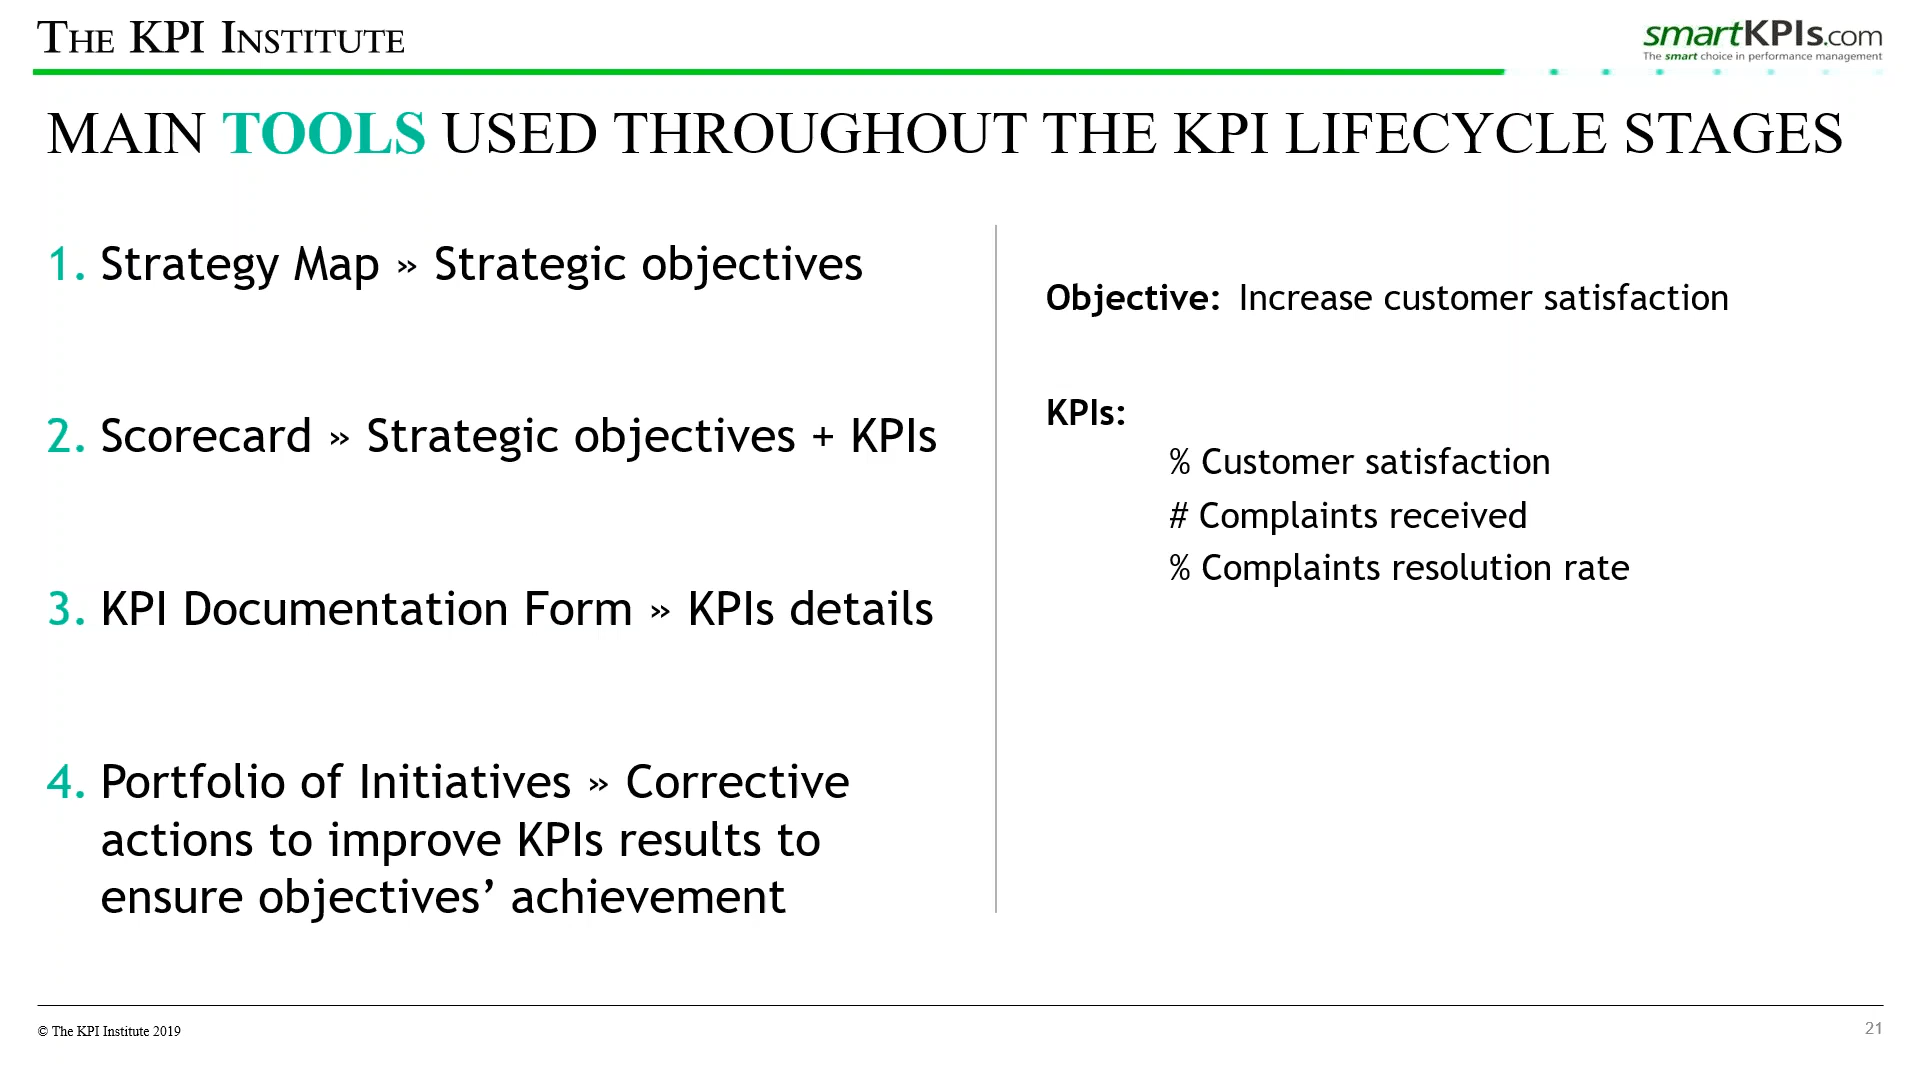 THE KPI INSTITUTE
smartKPIs.com
The smart choice in performance management
MAIN TOOLS USED THROUGHOUT THE KPI LIFECYCLE STAGES
1. Strategy Map » Strategic objectives
2. Scorecard » Strategic objectives + KPIs
3. KPI Documentation Form » KPIs details
4. Portfolio of Initiatives » Corrective
actions to improve KPIs results to
ensure objectives’ achievement
Objective: Increase customer satisfaction
KPIs:
% Customer satisfaction
# Complaints received
% Complaints resolution rate
© The KPI Institute 2019
21